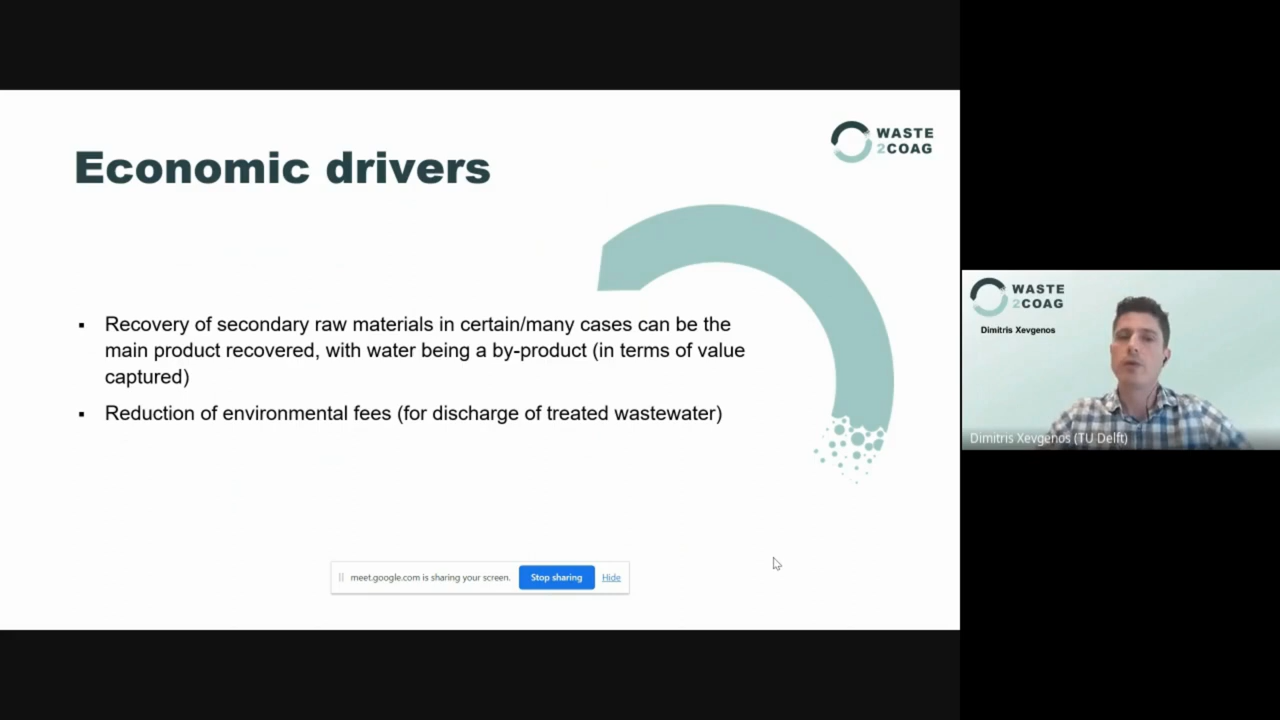 Economic drivers
WASTE
2COAG
▪ Recovery of secondary raw materials in certain/many cases can be the
main product recovered, with water being a by-product (in terms of value
captured)
▪ Reduction of environmental fees (for discharge of treated wastewater)
meet.google.com is sharing your screen.
Stop sharing
Hide
WASTE
2COAG
Dimitris Xevgenos
Dimitris Xevgenos (TU Delft)